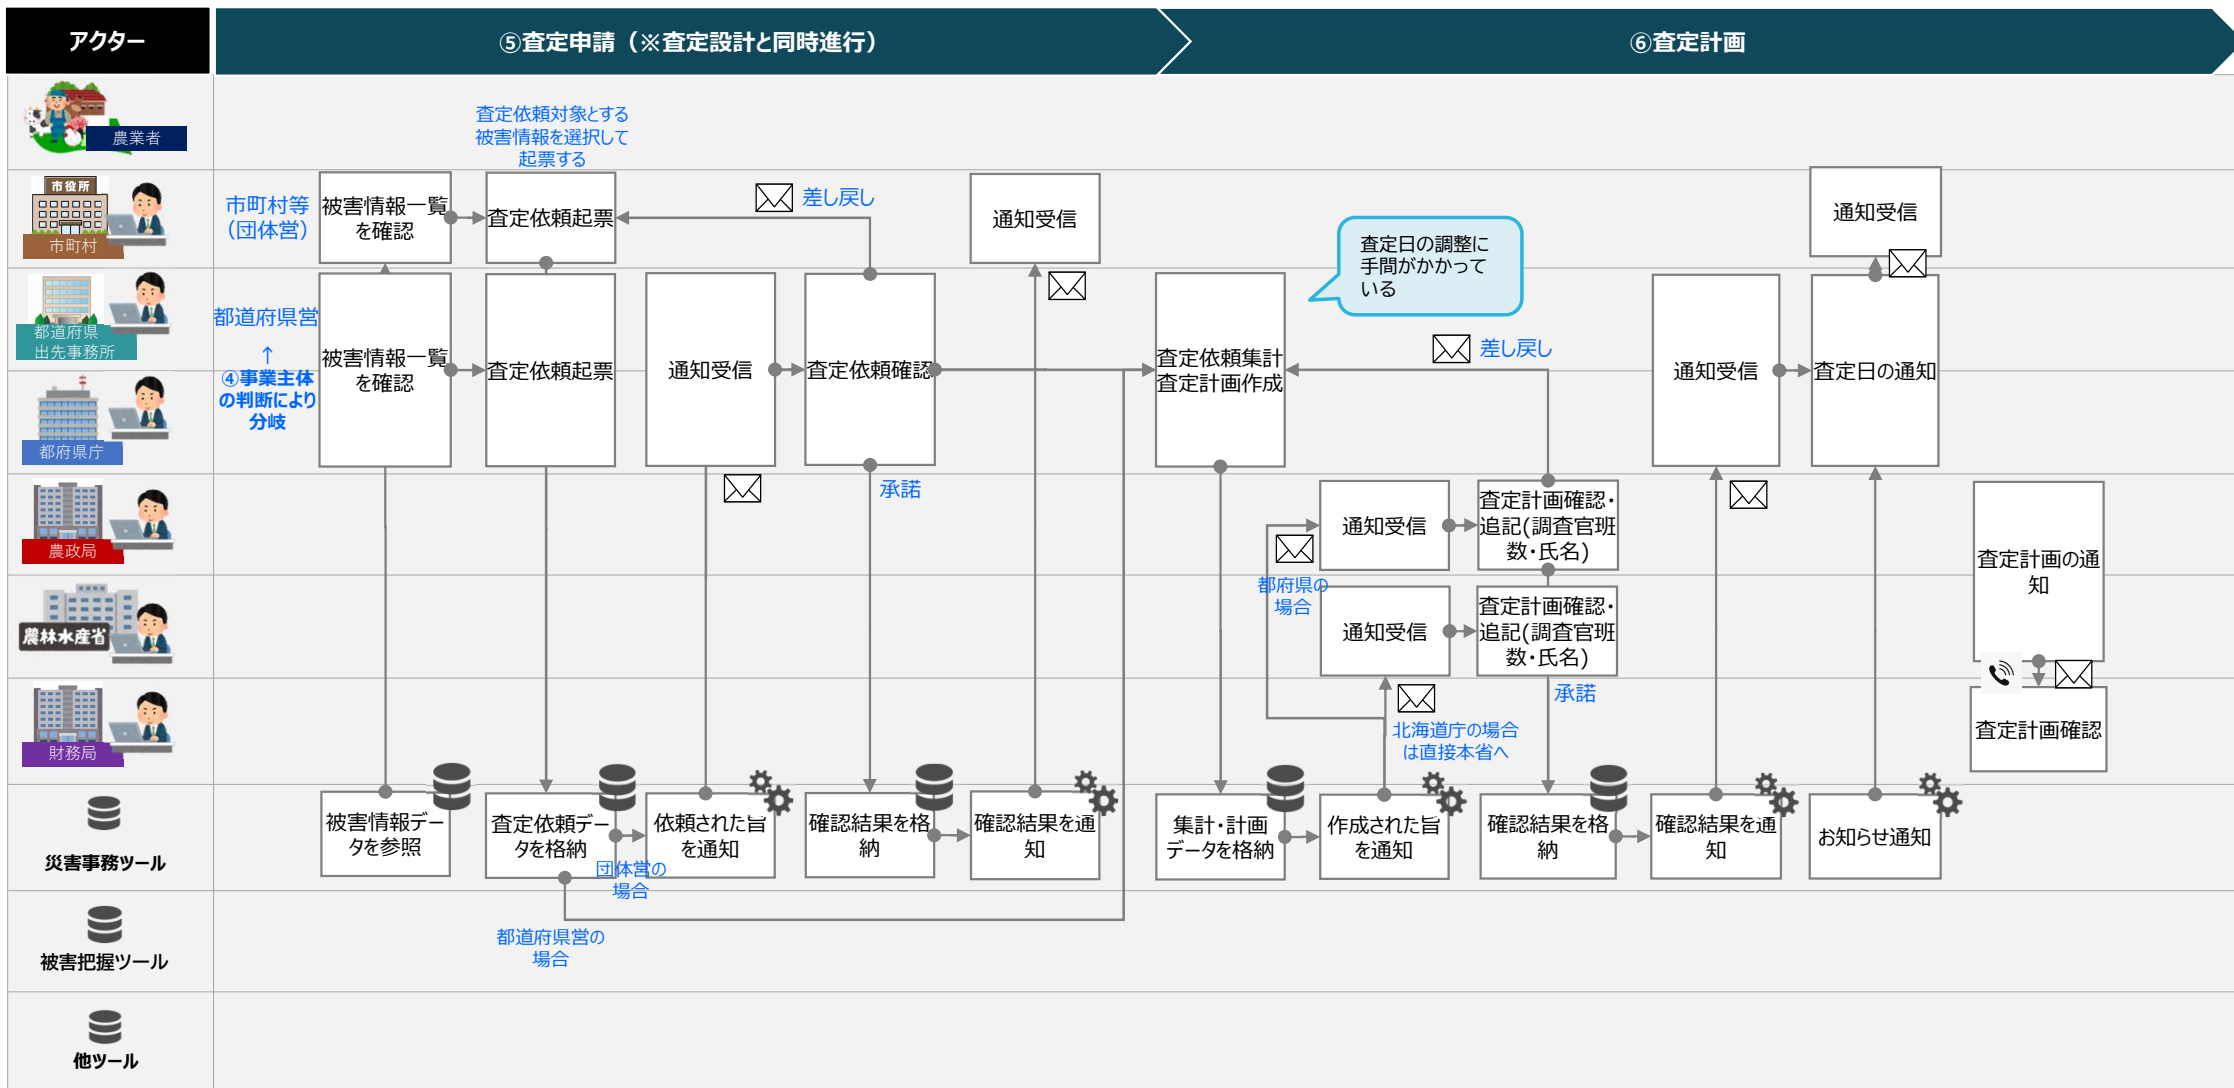 アクター
⑤査定申請（※査定設計と同時進行）
⑥査定計画
農業者
査定依頼対象とする
被害情報を選択して
起票する
市役所
市町村
市町村等
（団体営）
被害情報一覧
を確認
査定依頼起票
差し戻し
通知受信
査定日の調整に
手間がかかって
いる
通知受信
都道府県
出先事務所
都府県庁
都道府県営
↑
④事業主体
の判断により
分岐
被害情報一覧
を確認
査定依頼起票
通知受信
査定依頼確認
査定依頼集計
査定計画作成
差し戻し
通知受信
査定日の通知
承諾
農政局
通知受信
査定計画確認・
追記(調査官班
数・氏名)
査定計画の通
知
都府県の
場合
農林水産省
通知受信
査定計画確認・
追記(調査官班
数・氏名)
承諾
財務局
北海道庁の場合
は直接本省へ
査定計画確認
災害事務ツール
被害情報デー
タを参照
査定依頼デー
タを格納
団体営の
場合
依頼された旨
を通知
確認結果を格
納
確認結果を通
知
集計・計画
データを格納
作成された旨
を通知
確認結果を格
納
確認結果を通
知
お知らせ通知
都道府県営の
場合
被害把握ツール
他ツール